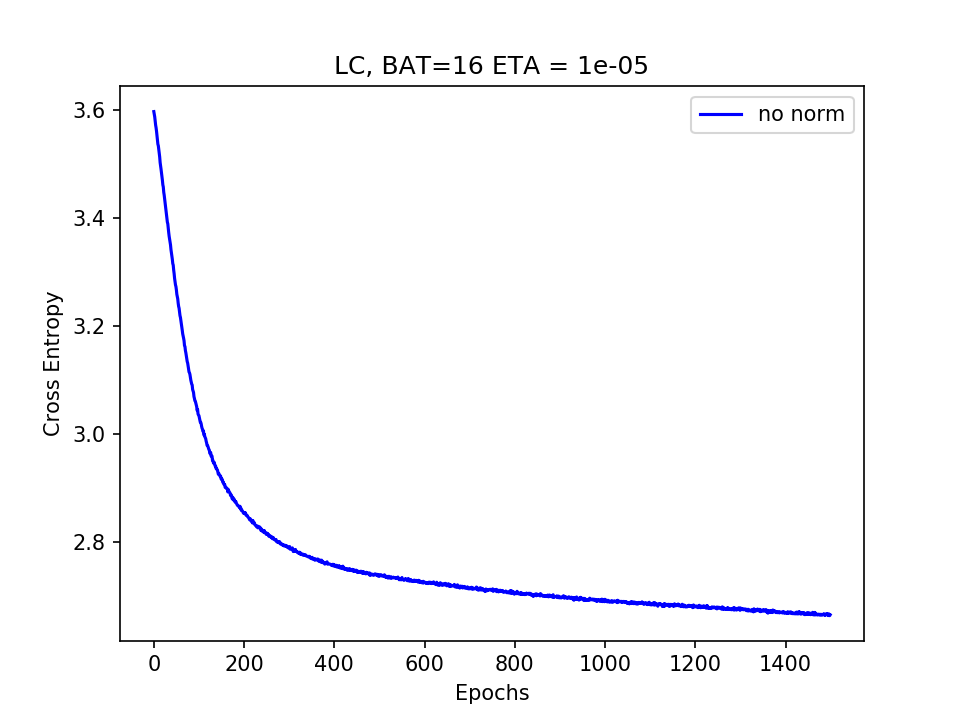 LC, BAT=16 ETA = 1e-05
no norm
3.6
3.4
3.2
3.0
2.8
Cross Entropy
0 200 400 600 800 1000 1200 1400
Epochs